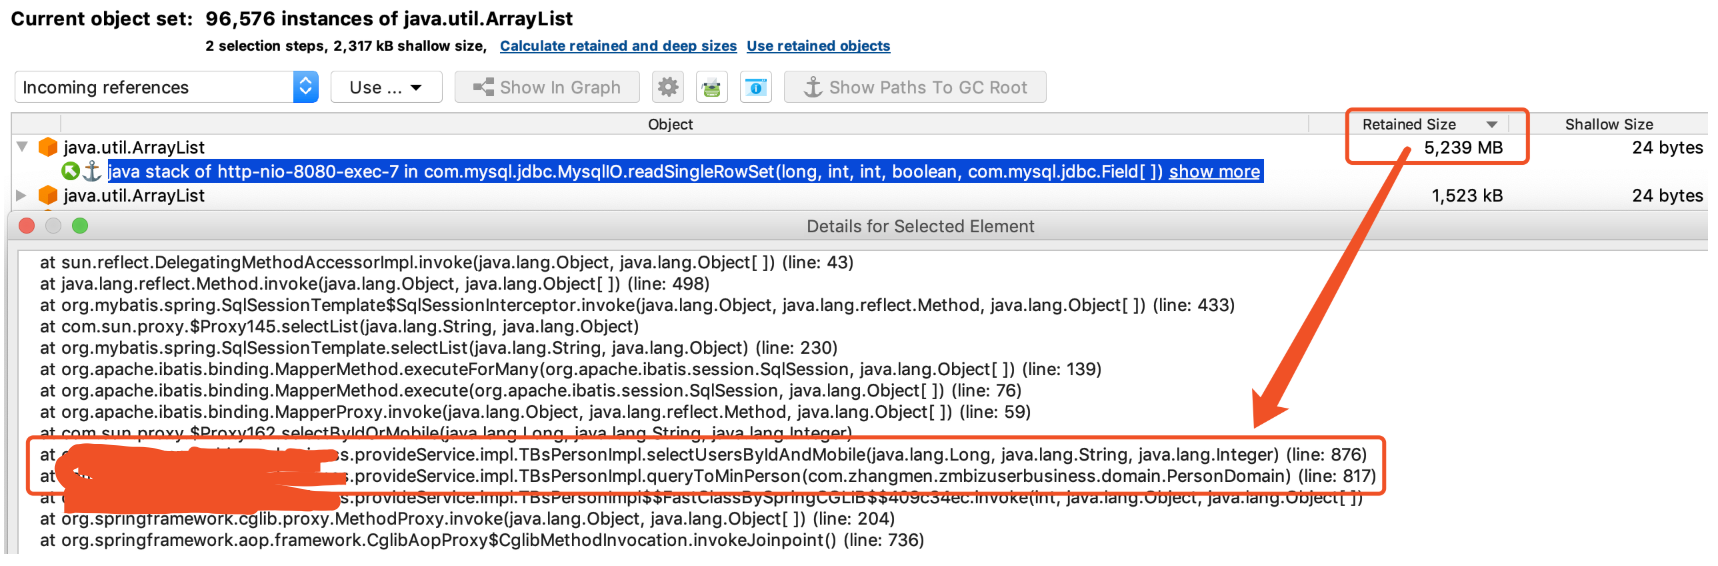 Current object set: 96,576 instances of java.util.ArrayList
2 selection steps, 2,317 kB shallow size, Calculate retained and deep sizes Use retained objects
Incoming references Use ... Show In Graph Show Paths To GC Root
Object Retained Size Shallow Size
java.util.ArrayList 5,239 MB 24 bytes
java stack of http-nio-8080-exec-7 in com.mysql.jdbc.MysqlIO.readSingleRowSet(long, int, int, boolean, com.mysql.jdbc.Field[ ]) show more
java.util.ArrayList 1,523 kB 24 bytes
Details for Selected Element
at sun.reflect.DelegatingMethodAccessorImpl.invoke(java.lang.Object, java.lang.Object[ ]) (line: 43)
at java.lang.reflect.Method.invoke(java.lang.Object, java.lang.Object[ ]) (line: 498)
at org.mybatis.spring.SqlSessionTemplate$SqlSessionInterceptor.invoke(java.lang.Object, java.lang.reflect.Method, java.lang.Object[ ]) (line: 433)
at com.sun.proxy.$Proxy145.selectList(java.lang.String, java.lang.Object)
at org.mybatis.spring.SqlSessionTemplate.selectList(java.lang.String, java.lang.Object) (line: 230)
at org.apache.ibatis.binding.MapperMethod.executeForMany(org.apache.ibatis.session.SqlSession, java.lang.Object[ ]) (line: 139)
at org.apache.ibatis.binding.MapperMethod.execute(org.apache.ibatis.session.SqlSession, java.lang.Object[ ]) (line: 76)
at org.apache.ibatis.binding.MapperProxy.invoke(java.lang.Object, java.lang.reflect.Method, java.lang.Object[ ]) (line: 59)
at com.sun.proxy.$Proxy162.selectByIdOrMobile(java.lang.Long, java.lang.String, java.lang.Integer)
at s.provideService.impl.TBsPersonImpl.selectUsersByIdAndMobile(java.lang.Long, java.lang.String, java.lang.Integer) (line: 876)
at s.provideService.impl.TBsPersonImpl.queryToMinPerson(com.zhangmen.zmbizuserbusiness.domain.PersonDomain) (line: 817)
at s.provideService.impl.TBsPersonImpl$$FastClassBySpringCGLIB$$409c34ec.invoke(int, java.lang.Object, java.lang.Object[ ])
at org.springframework.cglib.proxy.MethodProxy.invoke(java.lang.Object, java.lang.Object[ ]) (line: 204)
at org.springframework.aop.framework.CglibAopProxy$CglibMethodInvocation.invokeJoinpoint() (line: 736)